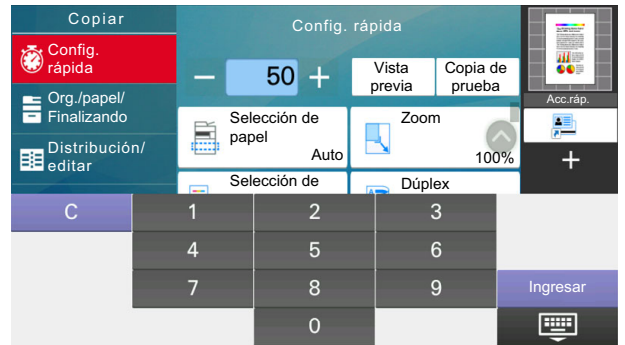 Copiar
Config.
rápida
Org./papel/
Finalizando
Distribución/
editar
Config. rápida
50
Vista
previa
Copia de
prueba
Selección de
papel
Auto
Zoom
100%
Selección de
Dúplex
Acc.ráp.
C
1 2 3
4 5 6
7 8 9
0
Ingresar